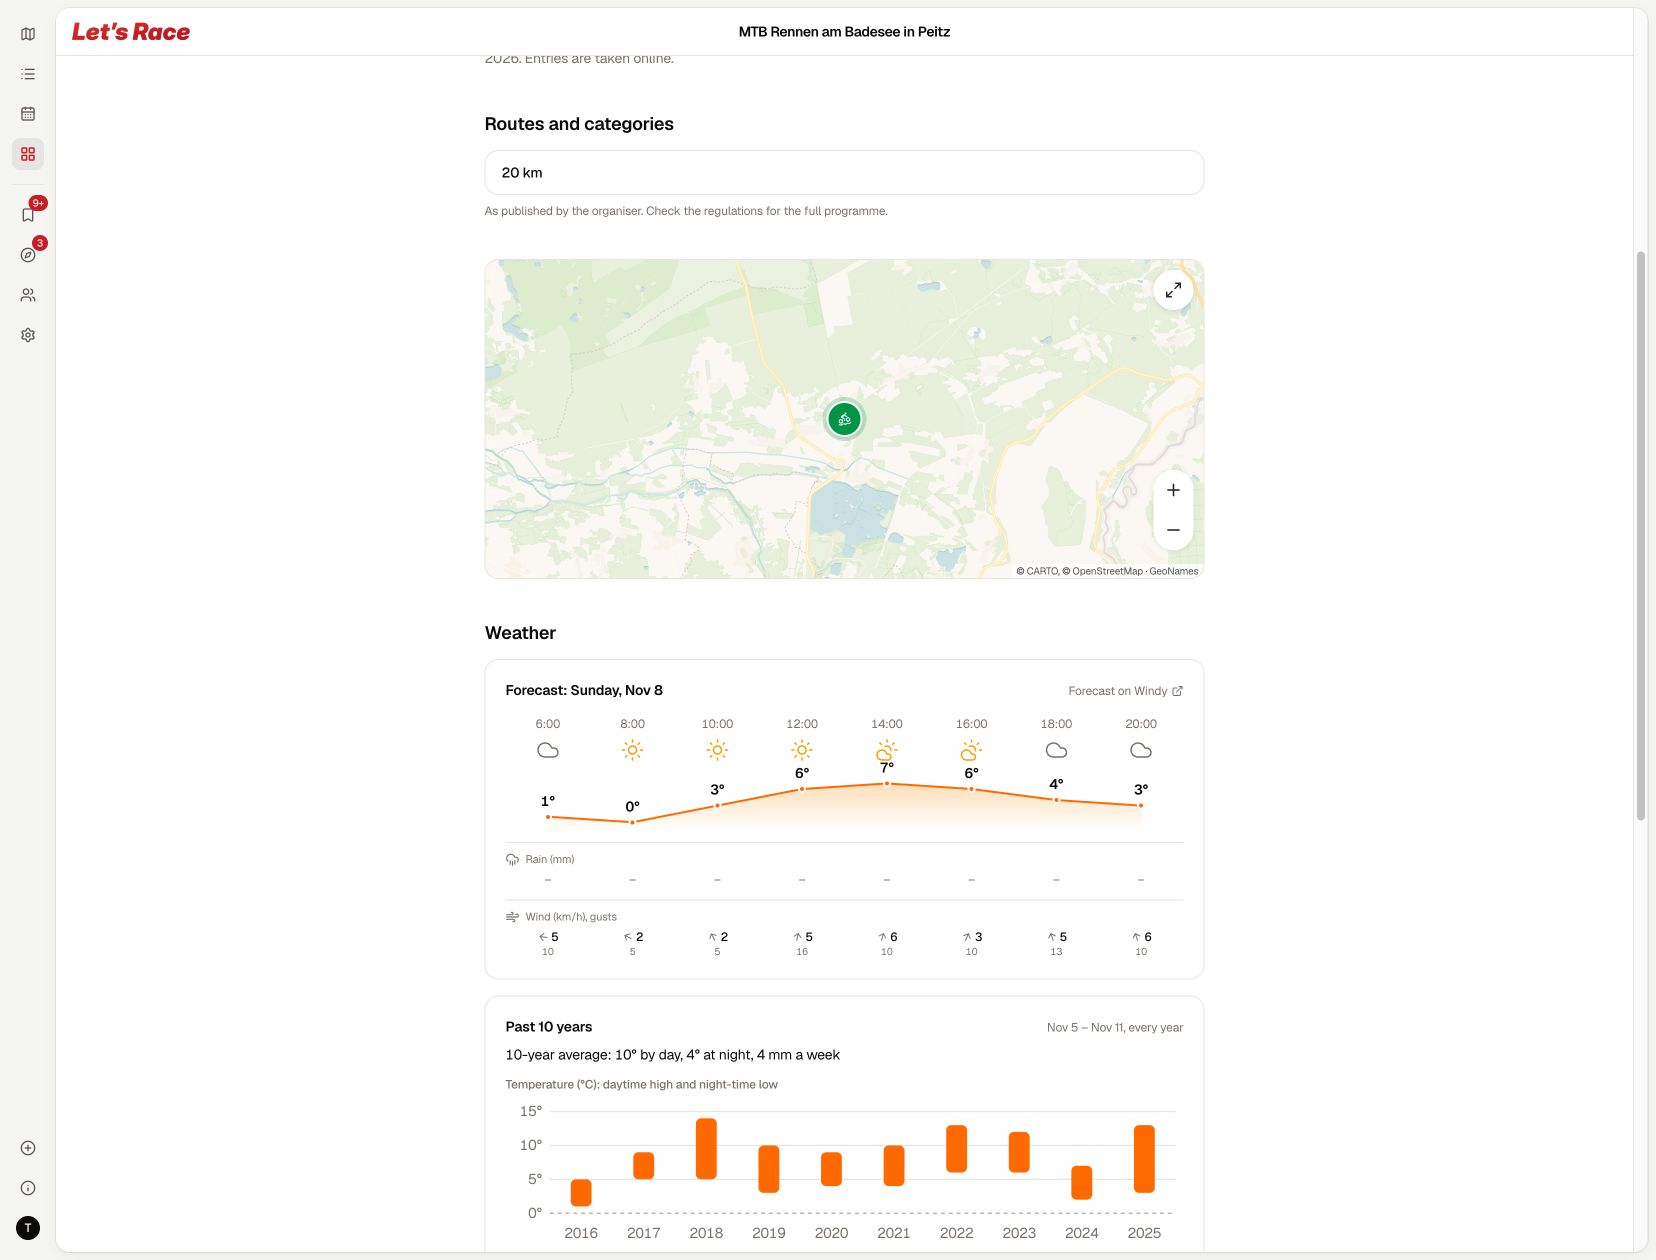 Let's Race
MTB Rennen am Badesee in Peitz
2026. Entries are taken online.
9+
3
Routes and categories
20 km
As published by the organiser. Check the regulations for the full programme.
© CARTO, © OpenStreetMap · GeoNames
Weather
Forecast: Sunday, Nov 8
Forecast on Windy
6:00 8:00 10:00 12:00 14:00 16:00 18:00 20:00
1° 0° 3° 6° 7° 6° 4° 3°
Rain (mm)
– – – – – – – –
Wind (km/h), gusts
5 2 2 5 6 3 5 6
10 5 5 16 10 10 13 10
Past 10 years
Nov 5 – Nov 11, every year
10-year average: 10° by day, 4° at night, 4 mm a week
Temperature (°C): daytime high and night-time low
15°
10°
5°
0°
2016 2017 2018 2019 2020 2021 2022 2023 2024 2025
T